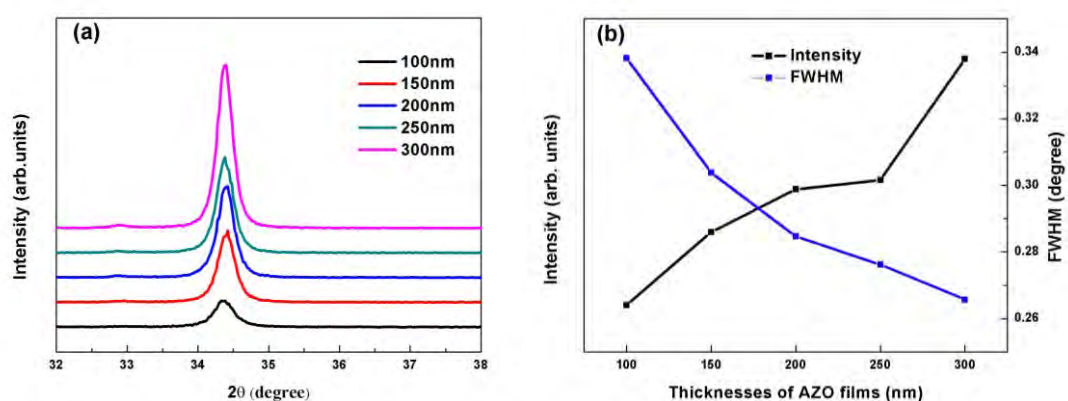 (a)
100nm
150nm
200nm
250nm
300nm
Intensity (arb.units)
32 33 34 35 36 37 38
2θ (degree)
(b)
Intensity
FWHM
Intensity (arb. units)
0.34
0.32
0.30
0.28
0.26
FWHM (degree)
100 150 200 250 300
Thicknesses of AZO films (nm)